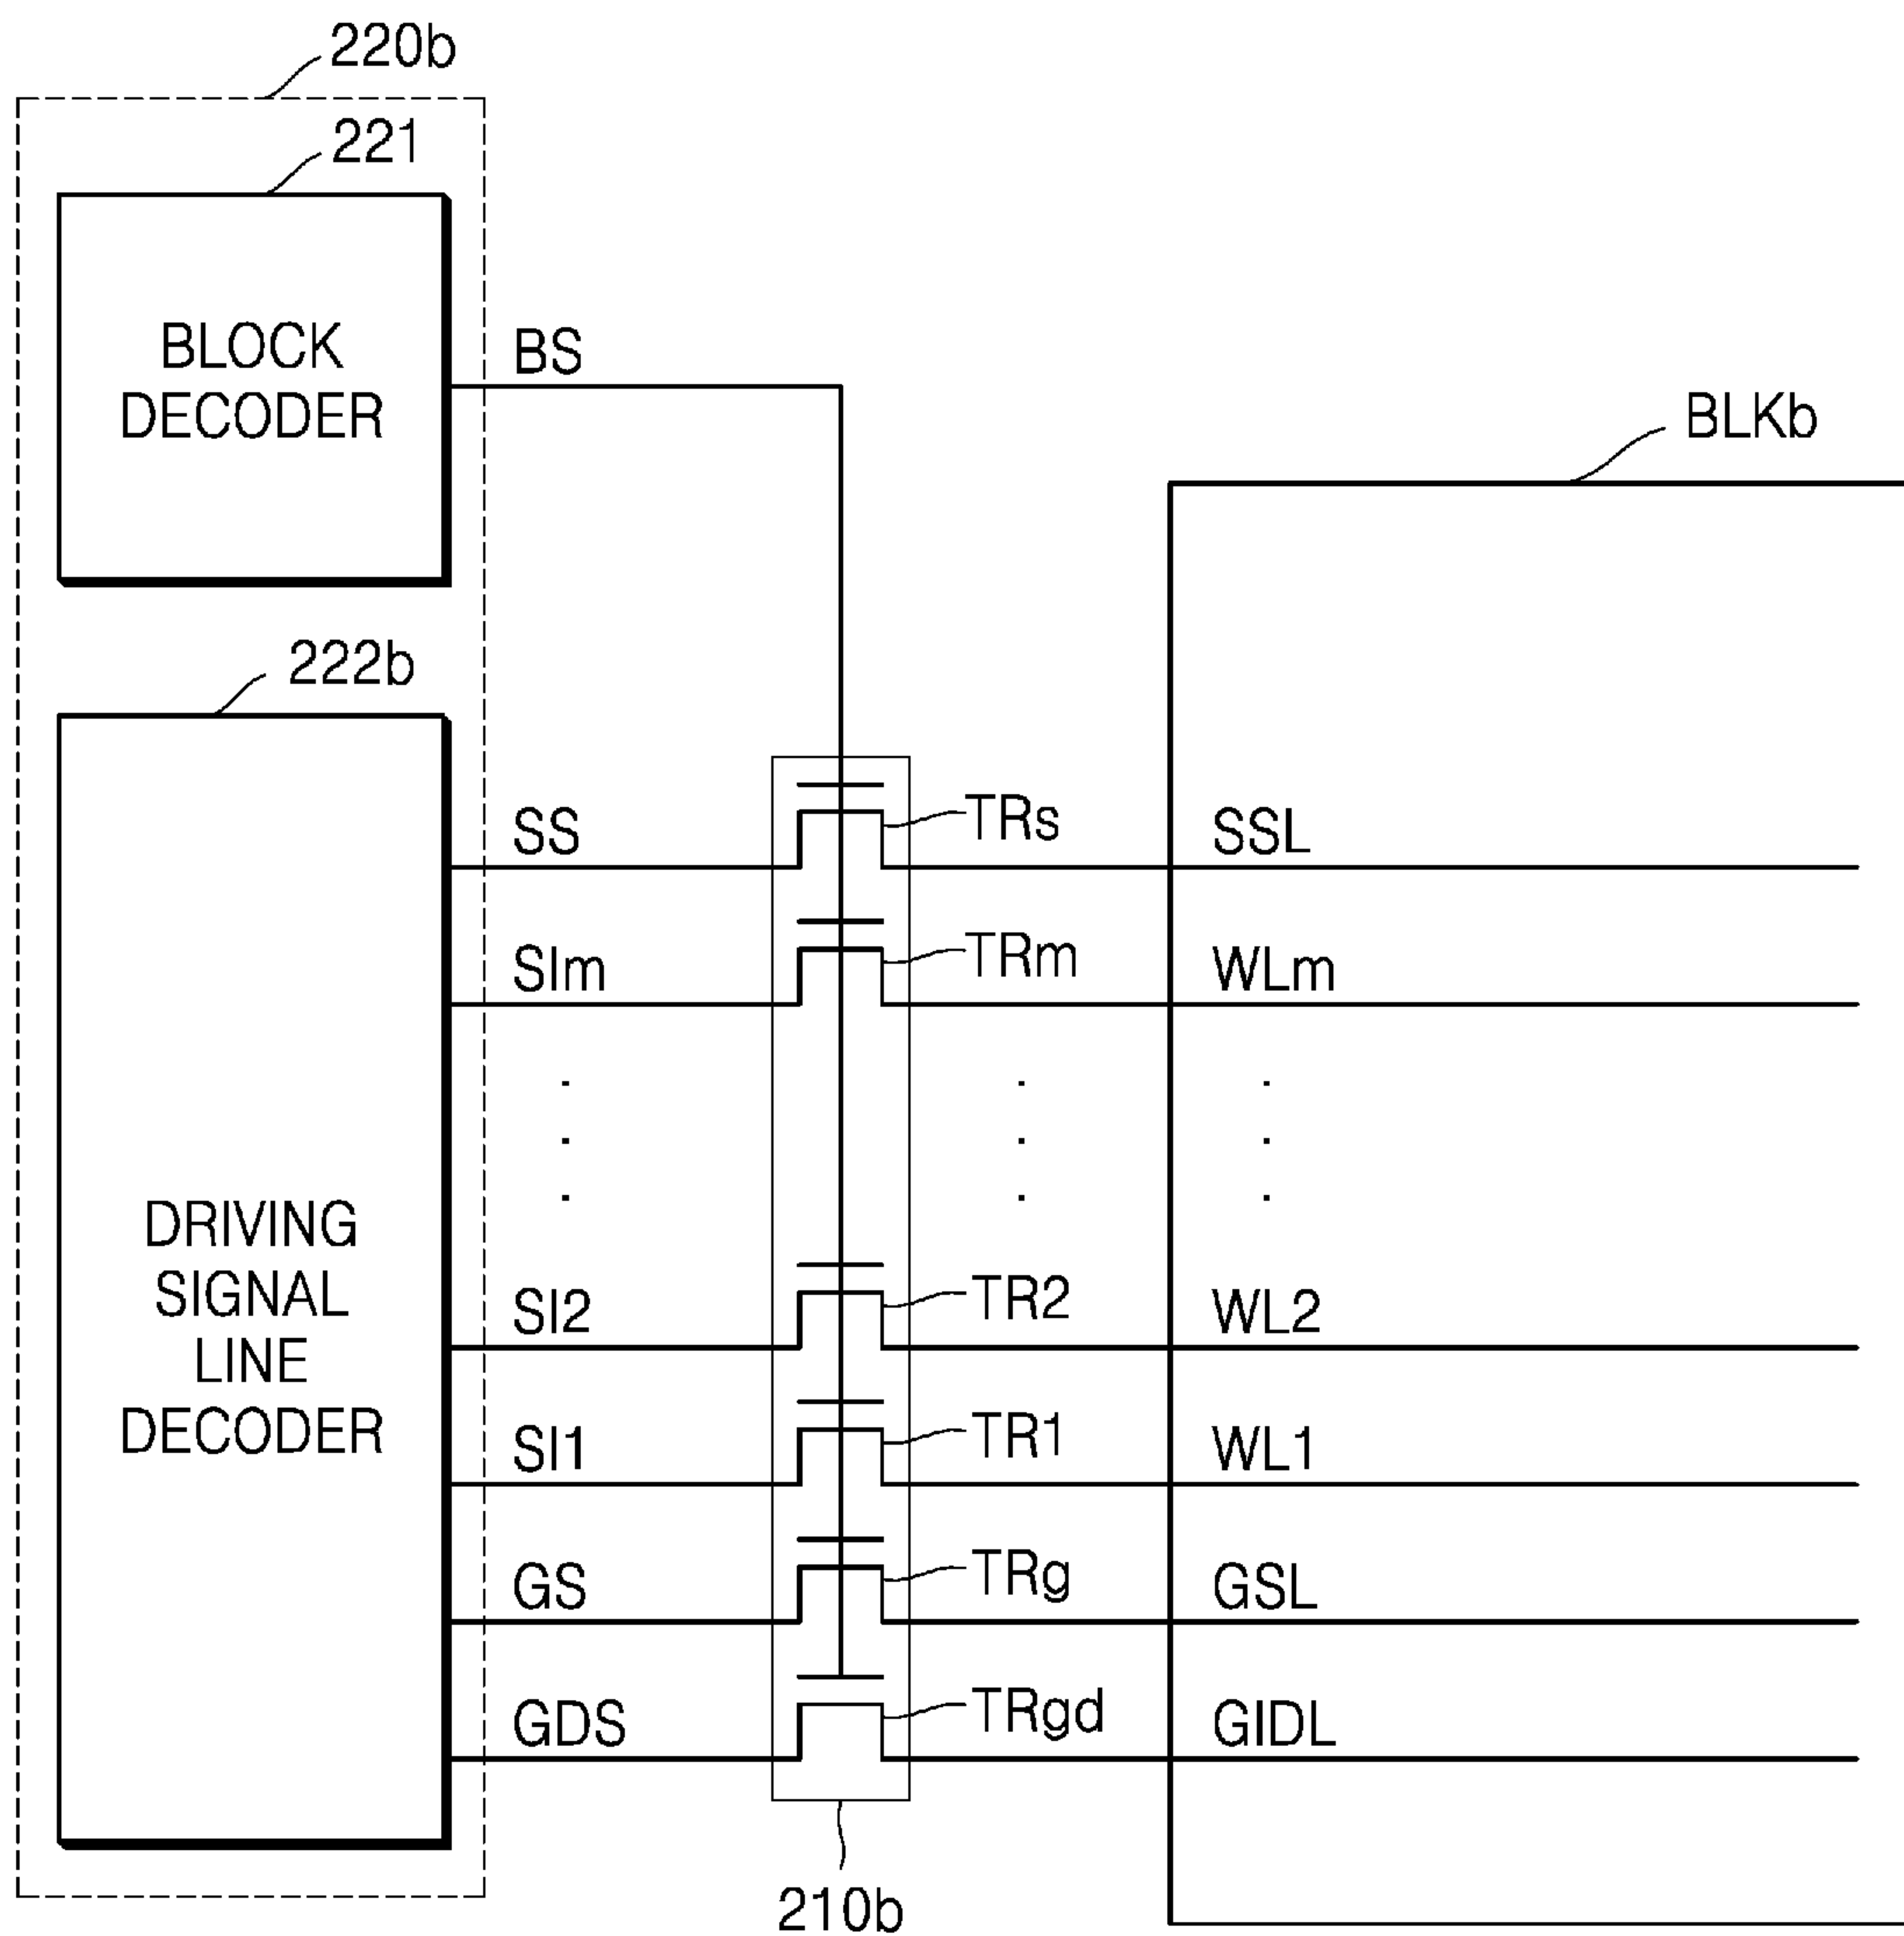 220b
221
BLOCK
DECODER
BS
BLKb
222b
DRIVING
SIGNAL
LINE
DECODER
SS
TRs
SSL
SIm
TRm
WLm
SI2
TR2
WL2
SI1
TR1
WL1
GS
TRg
GSL
GDS
TRgd
GIDL
210b